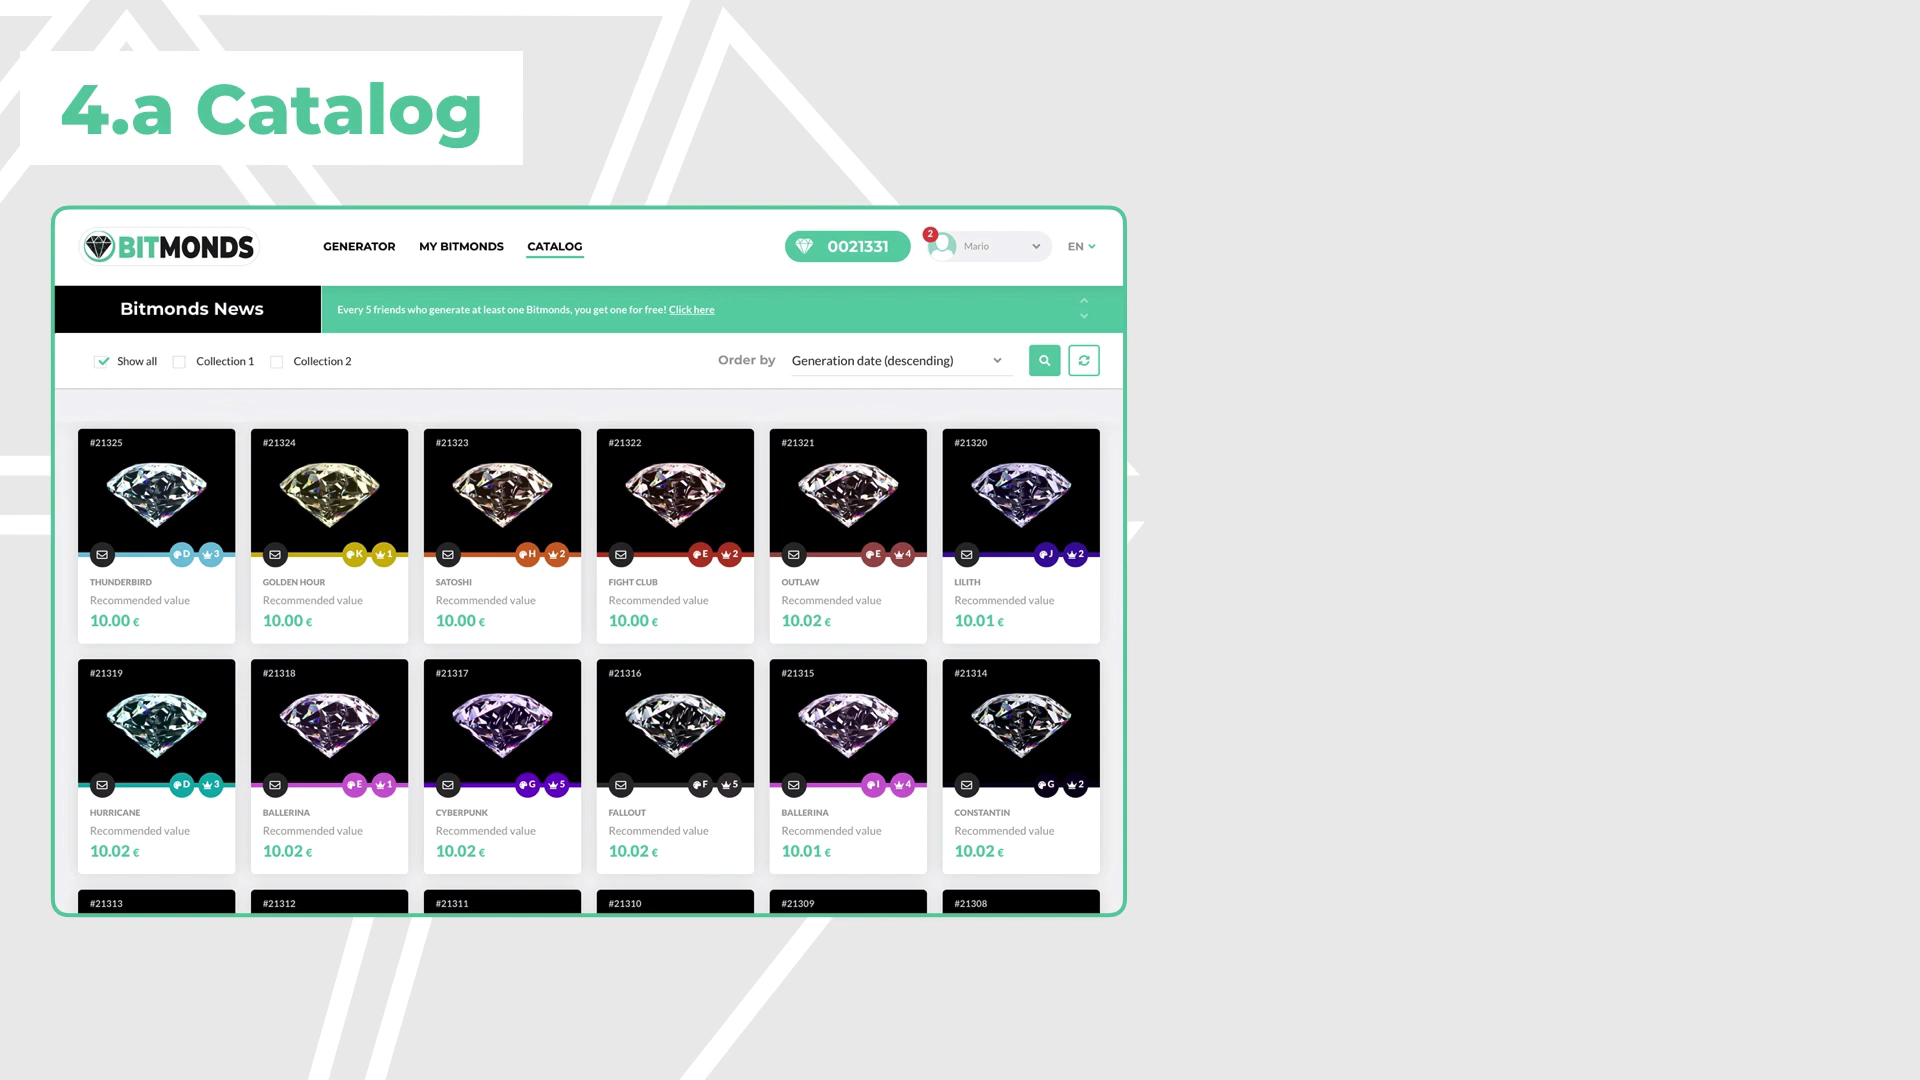 4.a Catalog
BITMONDS
GENERATOR
MY BITMONDS
CATALOG
0021331
2
Mario
EN
Bitmonds News
Every 5 friends who generate at least one Bitmonds, you get one for free! Click here
Show all
Collection 1
Collection 2
Order by
Generation date (descending)
#21325
#21324
#21323
#21322
#21321
#21320
D 3
K 1
H 2
E 2
E 4
J 2
THUNDERBIRD
GOLDEN HOUR
SATOSHI
FIGHT CLUB
OUTLAW
LILITH
Recommended value
Recommended value
Recommended value
Recommended value
Recommended value
Recommended value
10.00 €
10.00 €
10.00 €
10.00 €
10.02 €
10.01 €
#21319
#21318
#21317
#21316
#21315
#21314
D 3
E 1
G 5
F 5
I 4
G 2
HURRICANE
BALLERINA
CYBERPUNK
FALLOUT
BALLERINA
CONSTANTIN
Recommended value
Recommended value
Recommended value
Recommended value
Recommended value
Recommended value
10.02 €
10.02 €
10.02 €
10.02 €
10.01 €
10.02 €
#21313
#21312
#21311
#21310
#21309
#21308